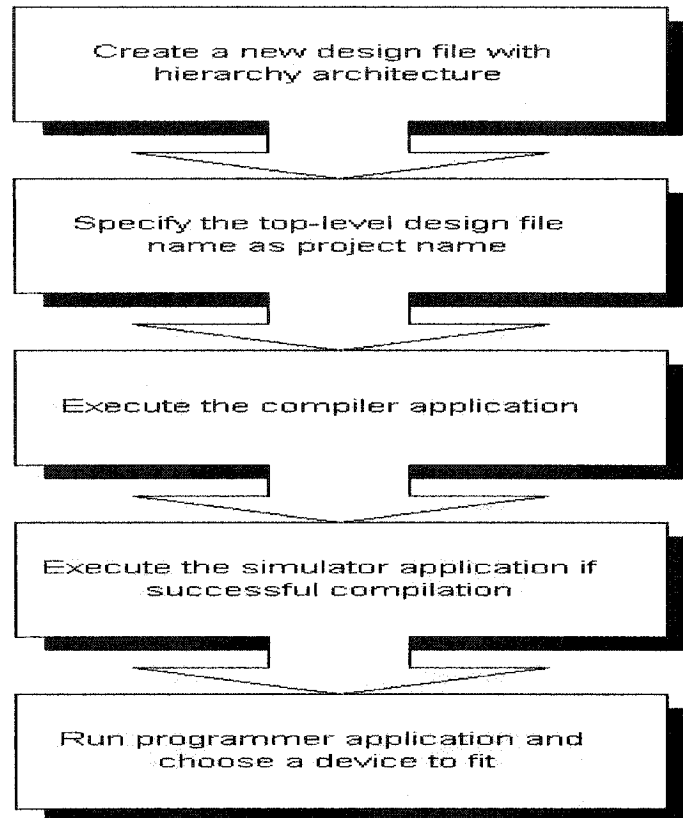 Create a new design file with
hierarchy architecture
Specify the top-level design file
name as project name
Execute the compiler application
Execute the simulator application if
successful compilation
Run programmer application and
choose a device to fit